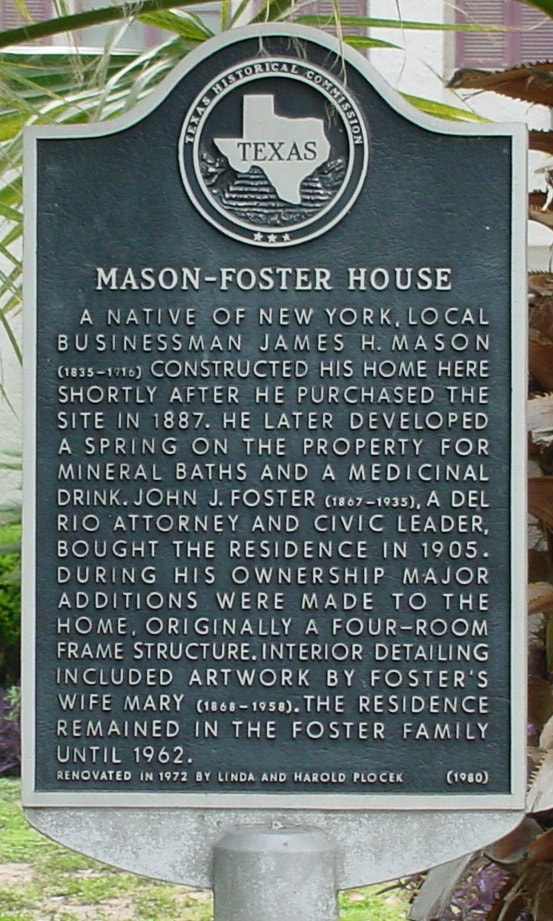 TEXAS HISTORICAL COMMISSION
TEXAS
MASON-FOSTER HOUSE
A NATIVE OF NEW YORK, LOCAL
BUSINESSMAN JAMES H. MASON
(1835-1916) CONSTRUCTED HIS HOME HERE
SHORTLY AFTER HE PURCHASED THE
SITE IN 1887. HE LATER DEVELOPED
A SPRING ON THE PROPERTY FOR
MINERAL BATHS AND A MEDICINAL
DRINK. JOHN J. FOSTER (1867-1935), A DEL
RIO ATTORNEY AND CIVIC LEADER,
BOUGHT THE RESIDENCE IN 1905.
DURING HIS OWNERSHIP MAJOR
ADDITIONS WERE MADE TO THE
HOME, ORIGINALLY A FOUR-ROOM
FRAME STRUCTURE. INTERIOR DETAILING
INCLUDED ARTWORK BY FOSTER'S
WIFE MARY (1868-1958). THE RESIDENCE
REMAINED IN THE FOSTER FAMILY
UNTIL 1962.
RENOVATED IN 1972 BY LINDA AND HAROLD PLOCEK (1980)